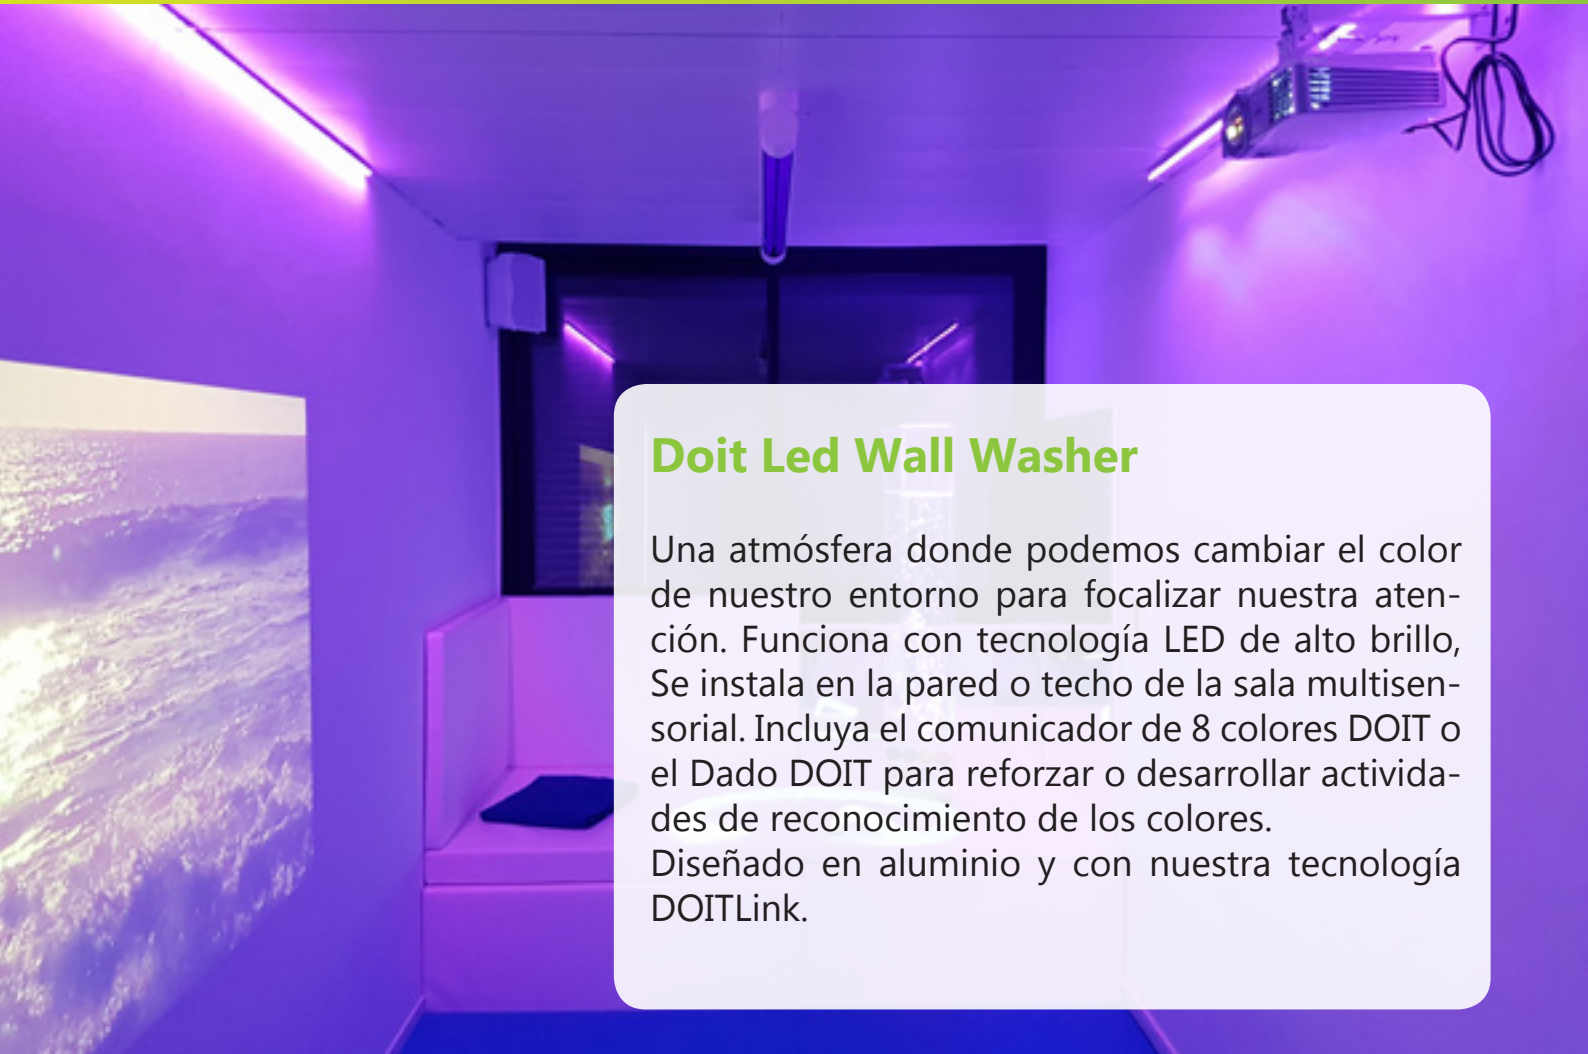 Doit Led Wall Washer
Una atmósfera donde podemos cambiar el color
de nuestro entorno para focalizar nuestra aten-
ción. Funciona con tecnología LED de alto brillo,
Se instala en la pared o techo de la sala multisen-
sorial. Incluya el comunicador de 8 colores DOIT o
el Dado DOIT para reforzar o desarrollar activida-
des de reconocimiento de los colores.
Diseñado en aluminio y con nuestra tecnología
DOITLink.